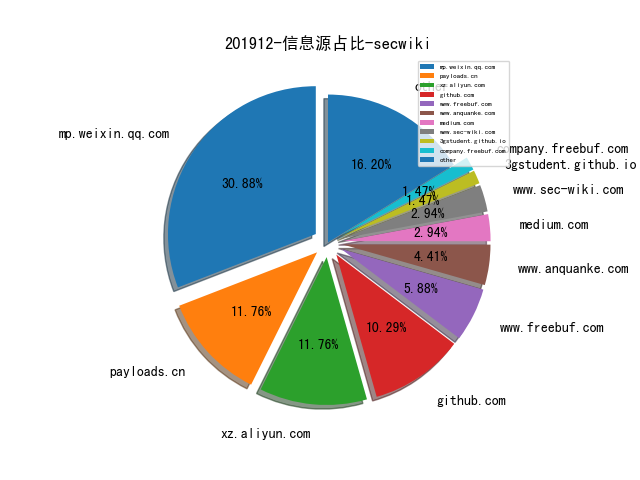 201912-信息源占比-secwiki
mp.weixin.qq.com
payloads.cn
xz.aliyun.com
github.com
www.freebuf.com
www.anquanke.com
medium.com
www.sec-wiki.com
3gstudent.github.io
company.freebuf.com
other
mp.weixin.qq.com
30.88%
payloads.cn
11.76%
xz.aliyun.com
11.76%
github.com
10.29%
www.freebuf.com
5.88%
www.anquanke.com
4.41%
medium.com
2.94%
www.sec-wiki.com
2.94%
3gstudent.github.io
1.47%
company.freebuf.com
1.47%
other
16.20%